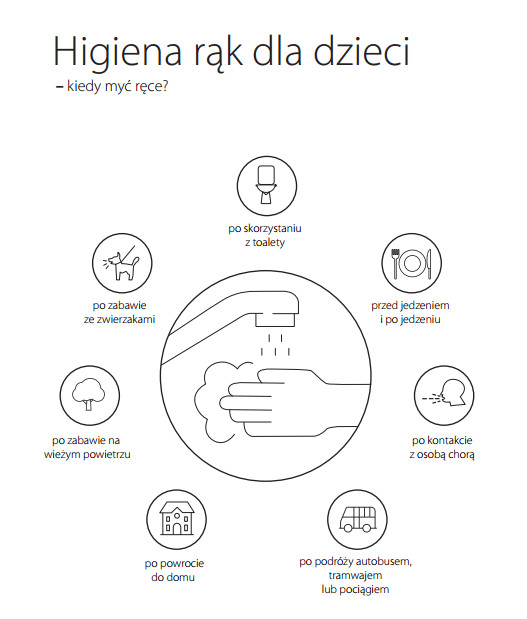 Higiena rąk dla dzieci
– kiedy myć ręce?
po skorzystaniu
z toalety
po zabawie
ze zwierzakami
przed jedzeniem
i po jedzeniu
po zabawie na
wieżym powietrzu
po kontakcie
z osobą chorą
po powrocie
do domu
po podróży autobusem,
tramwajem
lub pociągiem